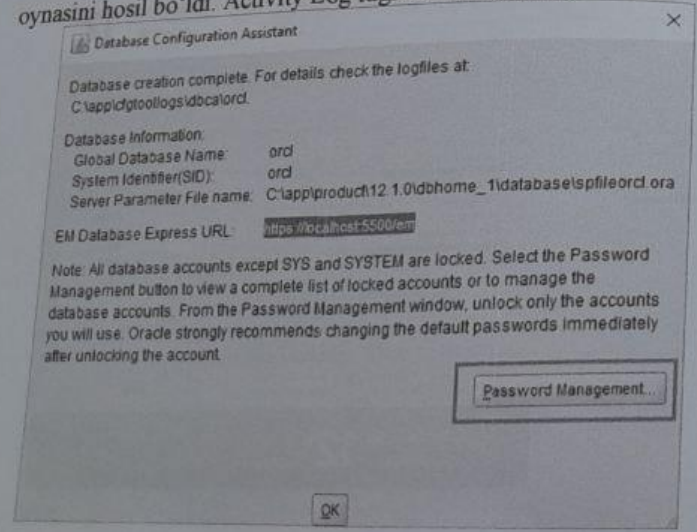 oynasini hosil bo'ldi. Activity Log
Database Configuration Assistant
Database creation complete. For details check the logfiles at:
C:\app\cfgtoollogs\dbca\orcl.
Database Information:
Global Database Name: orcl
System Identifier(SID): orcl
Server Parameter File name: C:\app\product\12.1.0\dbhome_1\database\spfileorcl.ora
EM Database Express URL: https://localhost:5500/em
Note: All database accounts except SYS and SYSTEM are locked. Select the Password
Management button to view a complete list of locked accounts or to manage the
database accounts. From the Password Management window, unlock only the accounts
you will use. Oracle strongly recommends changing the default passwords immediately
after unlocking the account.
Password Management...
OK